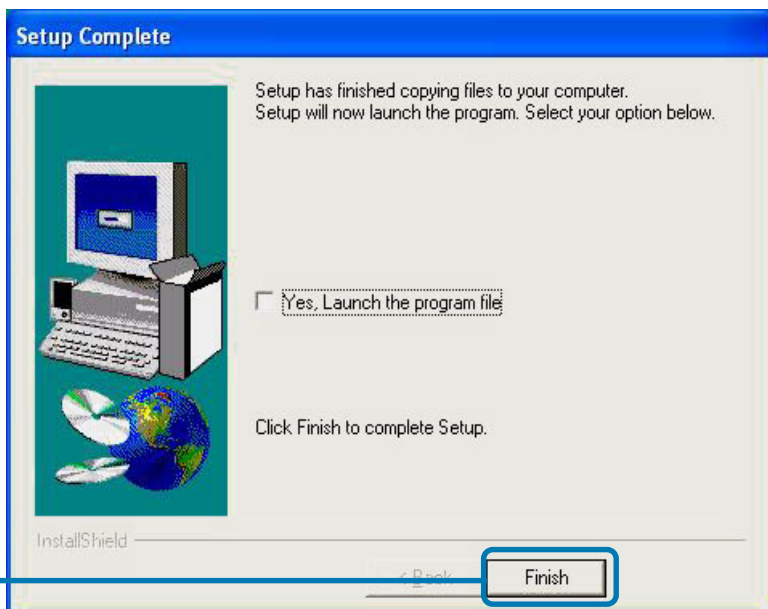 Setup Complete
Setup has finished copying files to your computer.
Setup will now launch the program. Select your option below.
Yes, Launch the program file
Click Finish to complete Setup.
InstallShield
< Back
Finish